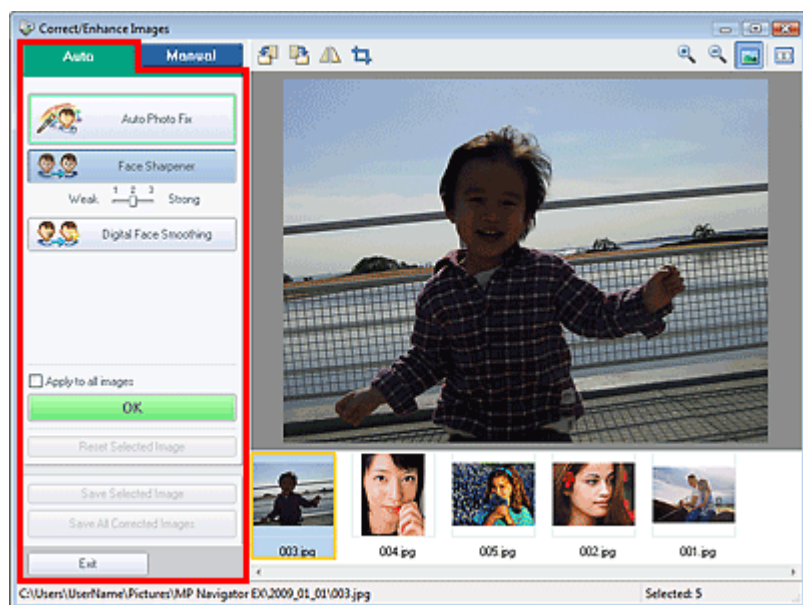 Correct/Enhance Images
Auto Manual
Auto Photo Fix
Face Sharpener
1 2 3
Weak Strong
Digital Face Smoothing
Apply to all images
OK
Reset Selected Image
Save Selected Image
Save All Corrected Images
Exit
003.jpg 004.jpg 005.jpg 002.jpg 001.jpg
C:\Users\UserName\Pictures\MP Navigator EX\2009_01_01\003.jpg Selected: 5